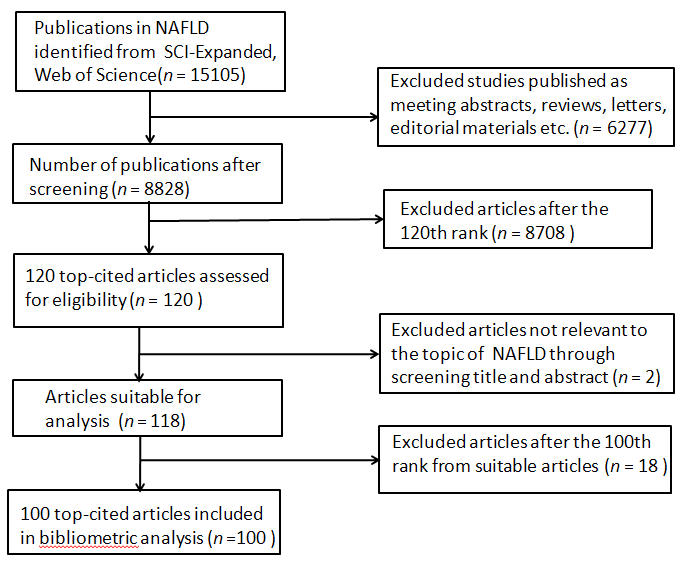 Publications in NAFLD
identified from SCI-Expanded,
Web of Science(n = 15105)
Excluded studies published as
meeting abstracts, reviews, letters,
editorial materials etc. (n = 6277)
Number of publications after
screening (n = 8828)
Excluded articles after the
120th rank (n = 8708 )
120 top-cited articles assessed
for eligibility (n = 120 )
Excluded articles not relevant to
the topic of NAFLD through
screening title and abstract (n = 2)
Articles suitable for
analysis (n = 118)
Excluded articles after the 100th
rank from suitable articles (n = 18 )
100 top-cited articles included
in bibliometric analysis (n =100 )